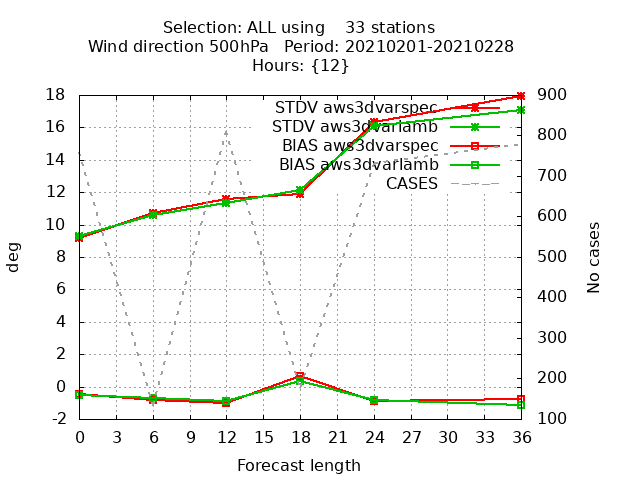 Selection: ALL using    33 stations
Wind direction 500hPa   Period: 20210201-20210228
Hours: {12}
18 900
STDV aws3dvarspec
16 800
STDV aws3dvarlamb
BIAS aws3dvarspec
14 700
BIAS aws3dvarlamb
CASES
12 600
10 500
8 400
6 300
4 200
2 100
0
-2
deg
No cases
0 3 6 9 12 15 18 21 24 27 30 33 36
Forecast length